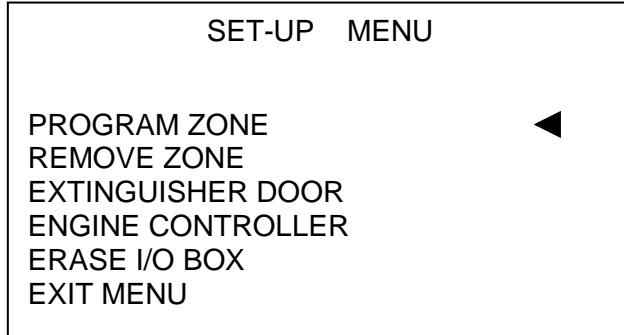 SET-UP MENU
PROGRAM ZONE
REMOVE ZONE
EXTINGUISHER DOOR
ENGINE CONTROLLER
ERASE I/O BOX
EXIT MENU